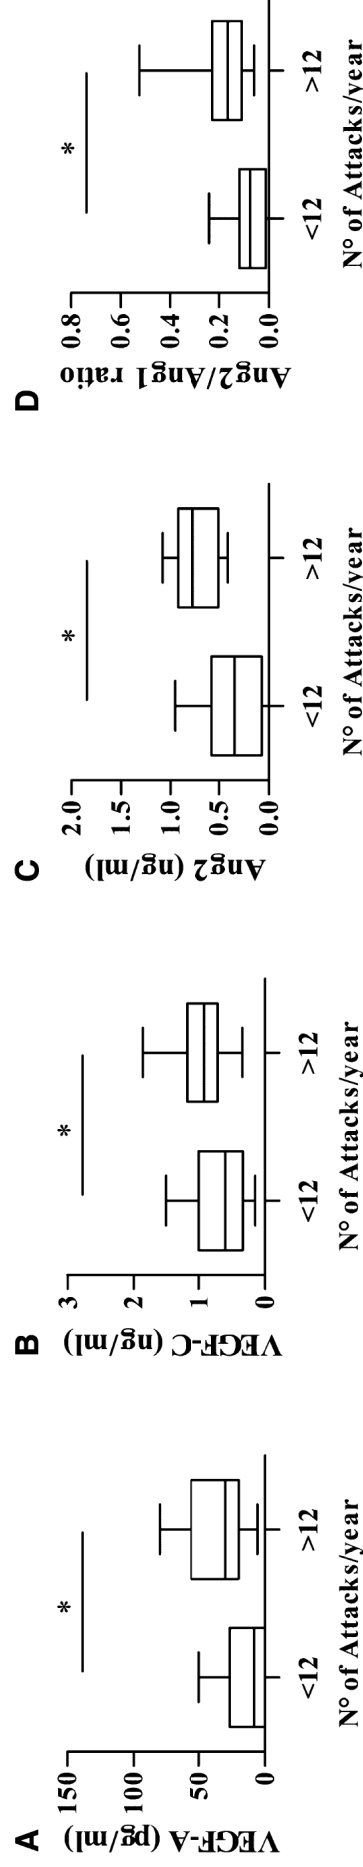 A
VEGF-A (pg/ml)
150
100
50
0
*
<12
>12
N° of Attacks/year
B
VEGF-C (ng/ml)
3
2
1
0
*
<12
>12
N° of Attacks/year
C
Ang2 (ng/ml)
2.0
1.5
1.0
0.5
0.0
*
<12
>12
N° of Attacks/year
D
Ang2/Ang1 ratio
0.8
0.6
0.4
0.2
0.0
*
<12
>12
N° of Attacks/year